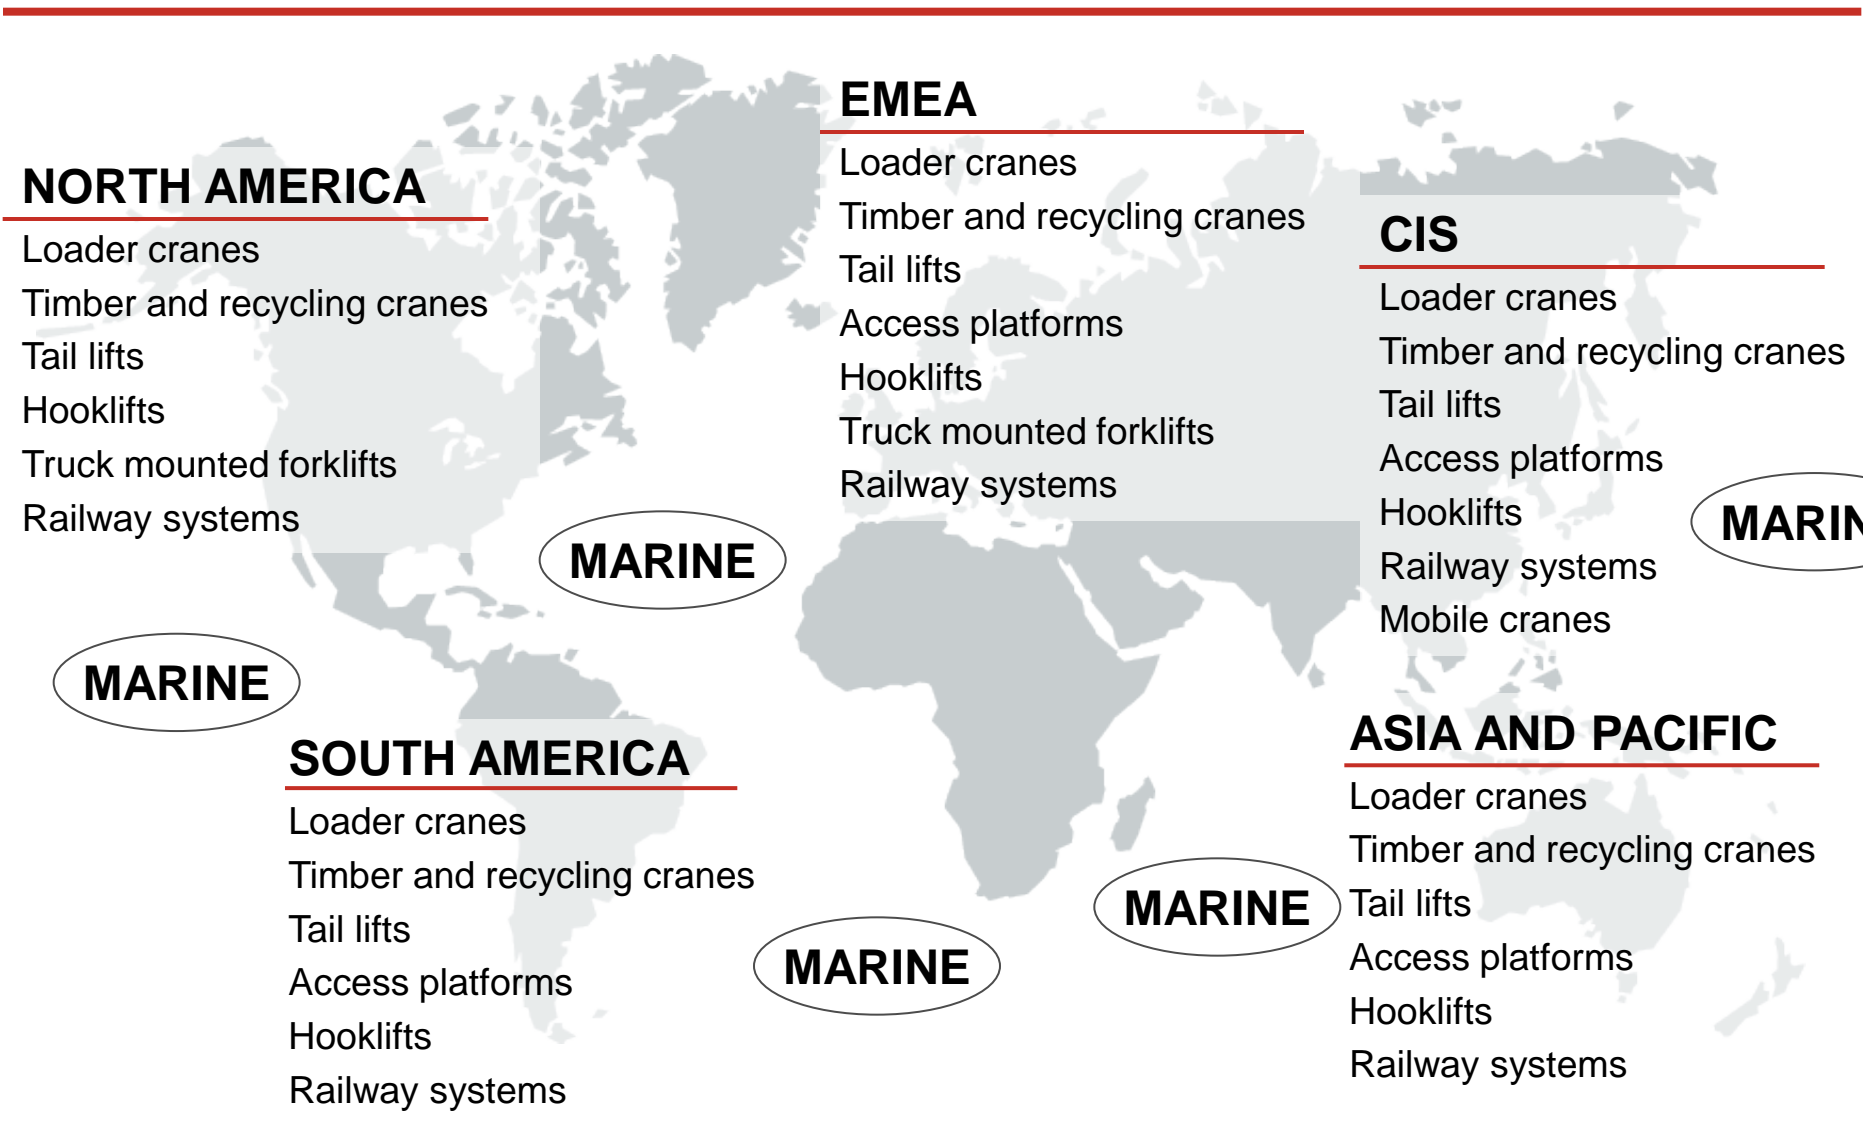 NORTH AMERICA
Loader cranes
Timber and recycling cranes
Tail lifts
Hooklifts
Truck mounted forklifts
Railway systems
EMEA
Loader cranes
Timber and recycling cranes
Tail lifts
Access platforms
Hooklifts
Truck mounted forklifts
Railway systems
CIS
Loader cranes
Timber and recycling cranes
Tail lifts
Access platforms
Hooklifts
Railway systems
Mobile cranes
MARIN
MARINE
MARINE
SOUTH AMERICA
Loader cranes
Timber and recycling cranes
Tail lifts
Access platforms
Hooklifts
Railway systems
MARINE
MARINE
ASIA AND PACIFIC
Loader cranes
Timber and recycling cranes
Tail lifts
Access platforms
Hooklifts
Railway systems